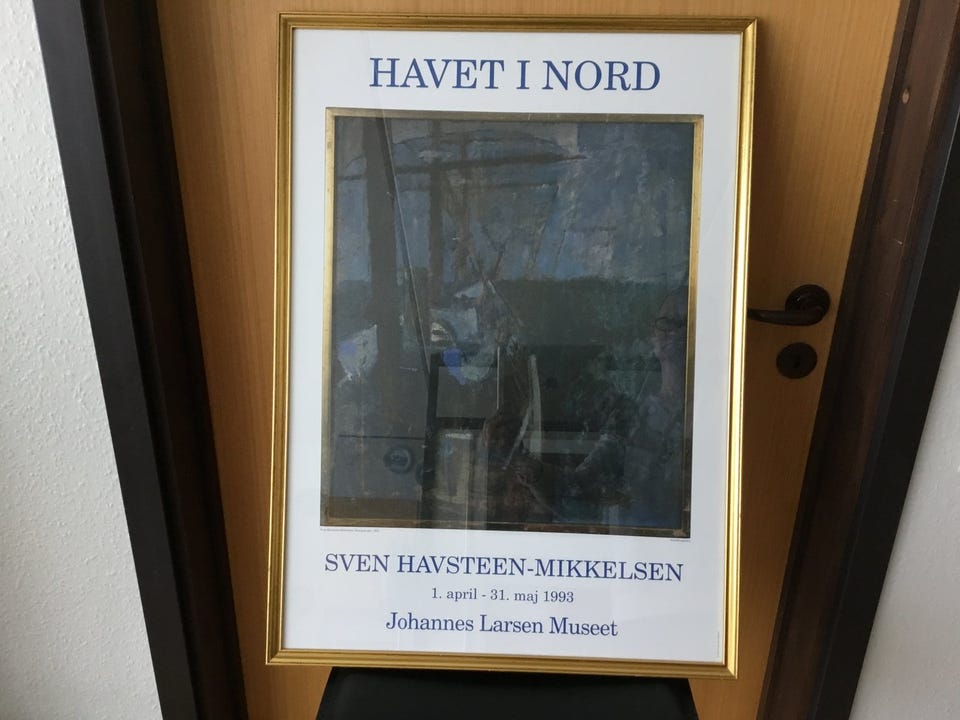 HAVET I NORD
SVEN HAVSTEEN-MIKKELSEN
1. april - 31. maj 1993
Johannes Larsen Museet